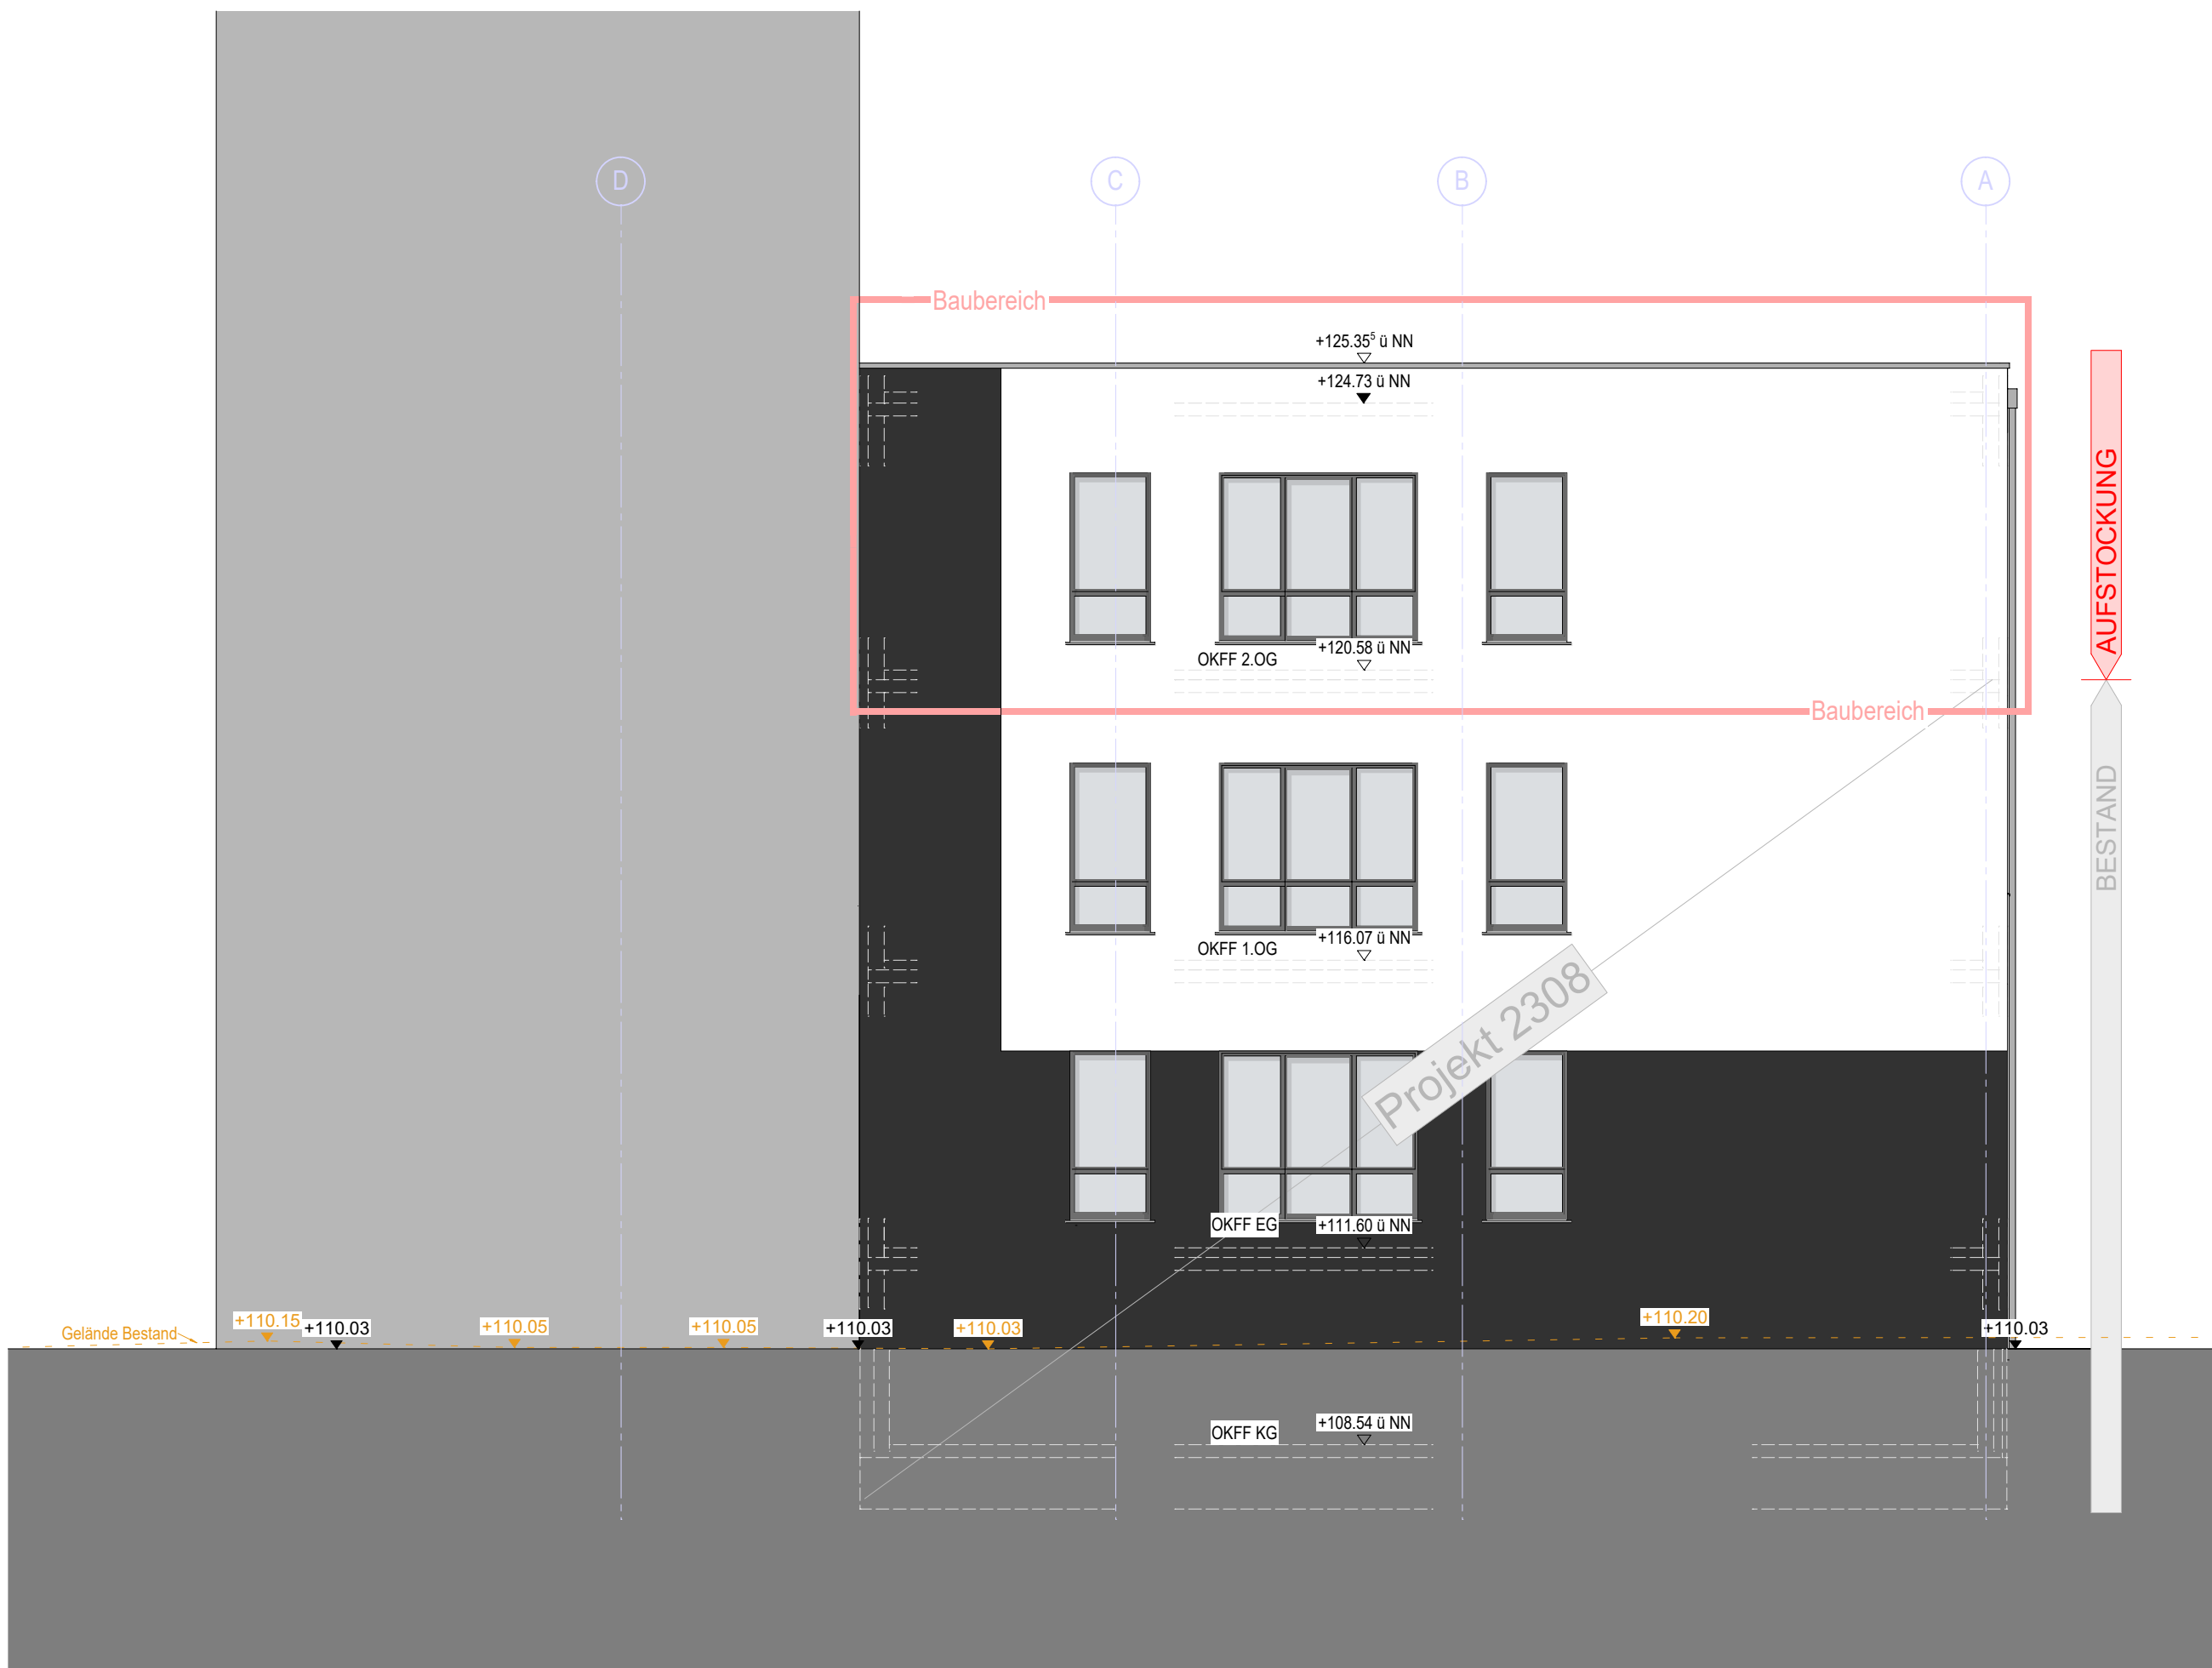 D
C
B
A
Baubereich
+125.35⁵ ü NN
+124.73 ü NN
AUFSTOCKUNG
OKFF 2.OG
+120.58 ü NN
Baubereich
BESTAND
OKFF 1.OG
+116.07 ü NN
Projekt 2308
OKFF EG
+111.60 ü NN
Gelände Bestand
+110.15
+110.03
+110.05
+110.05
+110.03
+110.03
+110.20
+110.03
OKFF KG
+108.54 ü NN